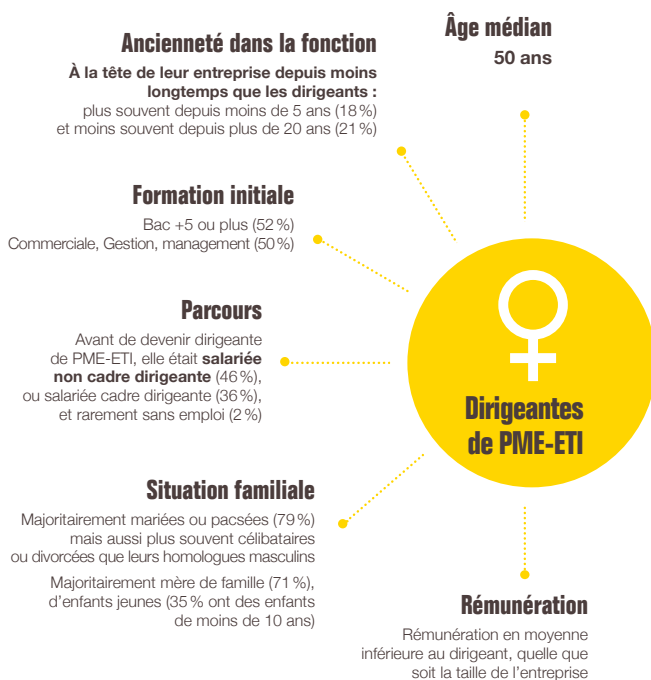 Âge médian
50 ans
Ancienneté dans la fonction
À la tête de leur entreprise depuis moins
longtemps que les dirigeants :
plus souvent depuis moins de 5 ans (18 %)
et moins souvent depuis plus de 20 ans (21 %)
Formation initiale
Bac +5 ou plus (52 %)
Commerciale, Gestion, management (50 %)
Parcours
Avant de devenir dirigeante
de PME-ETI, elle était salariée
non cadre dirigeante (46 %),
ou salariée cadre dirigeante (36 %),
et rarement sans emploi (2 %)
Dirigeantes
de PME-ETI
Situation familiale
Majoritairement mariées ou pacsées (79 %)
mais aussi plus souvent célibataires
ou divorcées que leurs homologues masculins
Majoritairement mère de famille (71 %),
d'enfants jeunes (35 % ont des enfants
de moins de 10 ans)
Rémunération
Rémunération en moyenne
inférieure au dirigeant, quelle que
soit la taille de l'entreprise